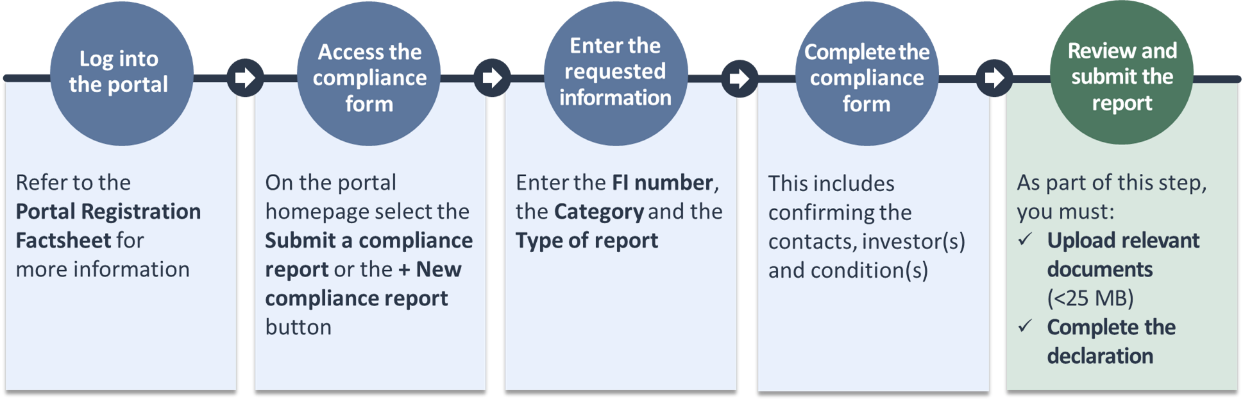 Log into
the portal
Refer to the
Portal Registration
Factsheet for
more information
Access the
compliance
form
On the portal
homepage select the
Submit a compliance
report or the + New
compliance report
button
Enter the
requested
information
Enter the FI number,
the Category and the
Type of report
Complete the
compliance
form
This includes
confirming the
contacts, investor(s)
and condition(s)
Review and
submit the
report
As part of this step,
you must:
✓ Upload relevant
documents
(<25 MB)
✓ Complete the
declaration